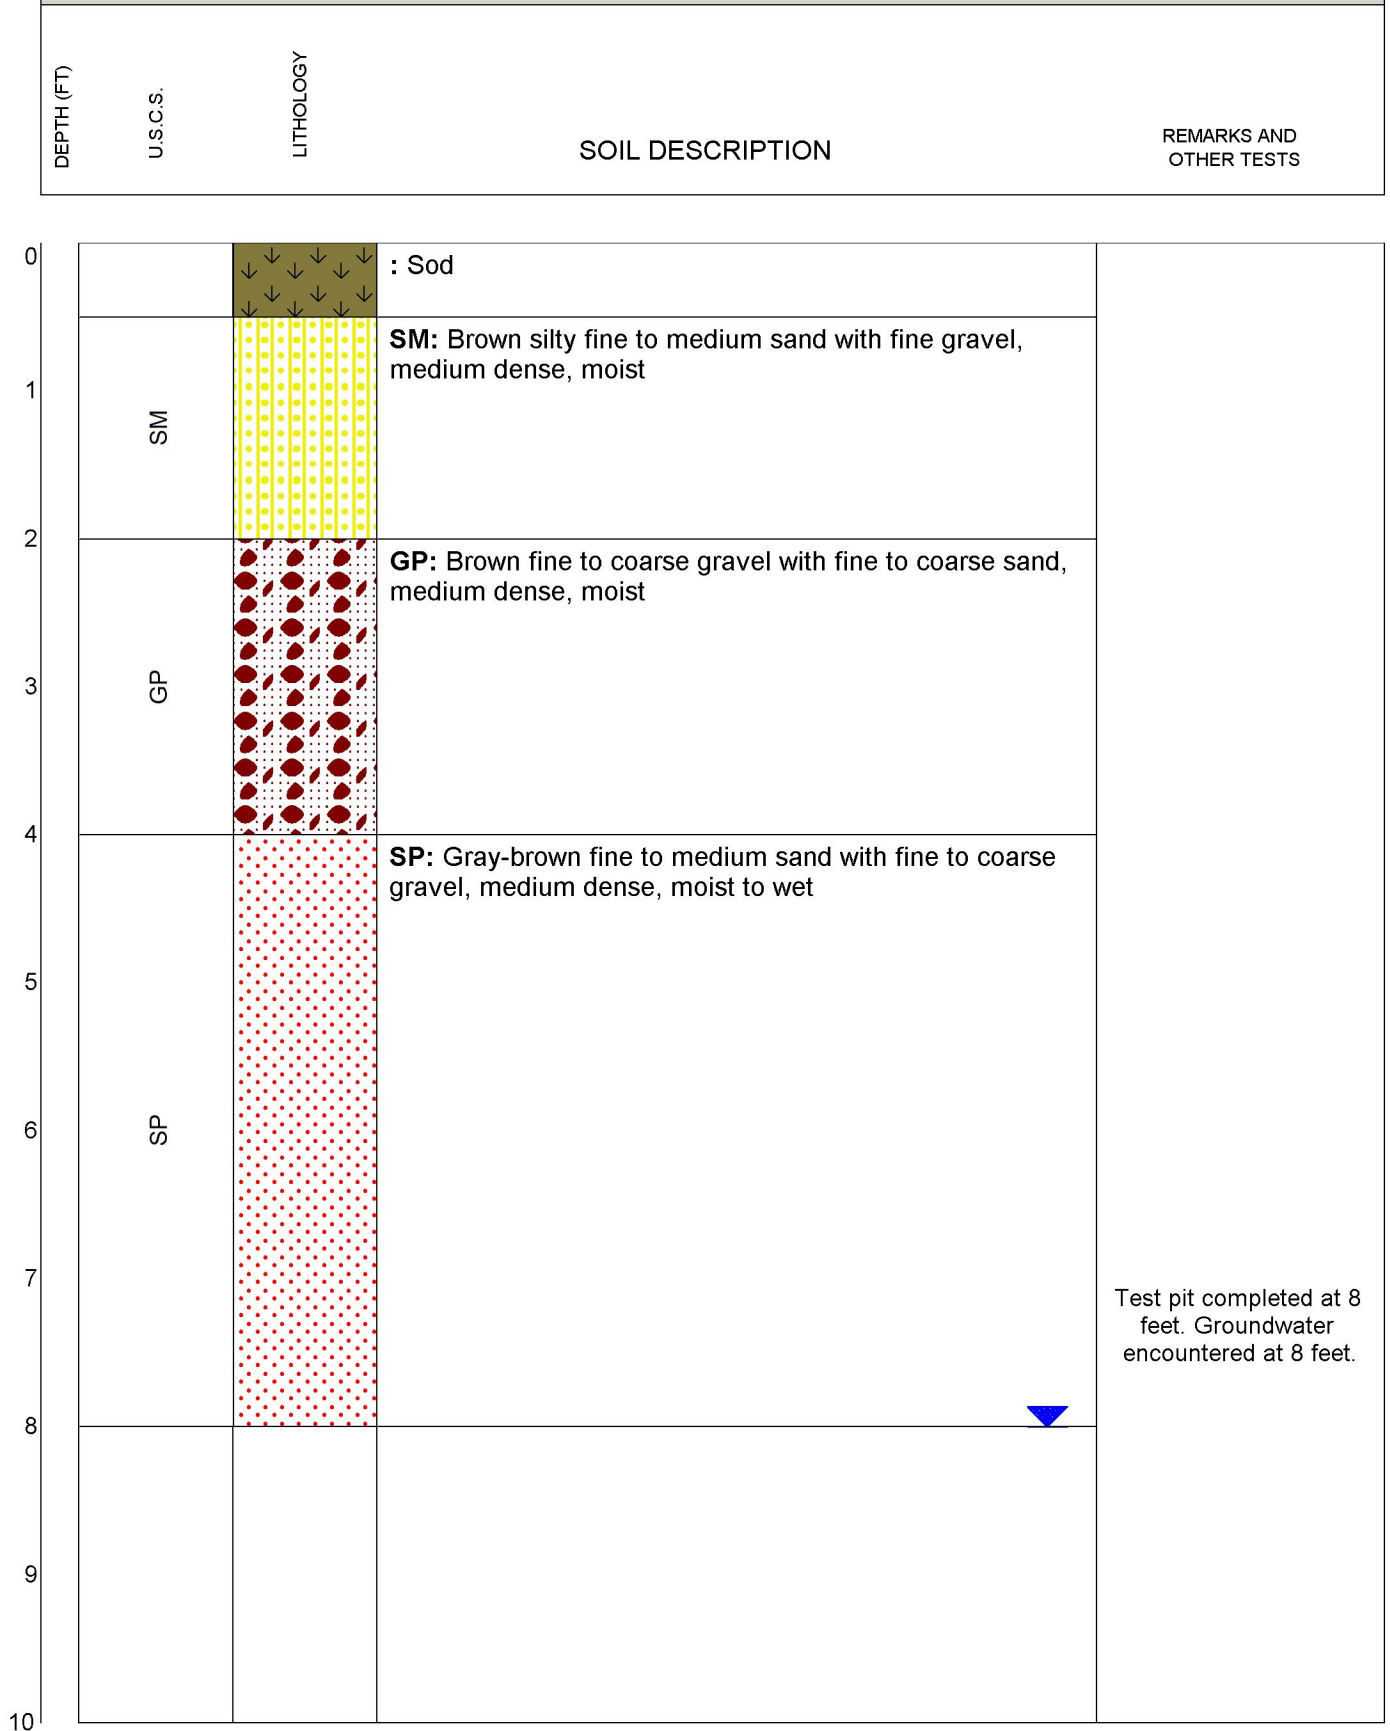 DEPTH (FT)
U.S.C.S.
LITHOLOGY
SOIL DESCRIPTION
REMARKS AND
OTHER TESTS
0
: Sod
SM: Brown silty fine to medium sand with fine gravel,
medium dense, moist
1
SM
2
GP: Brown fine to coarse gravel with fine to coarse sand,
medium dense, moist
3
GP
4
SP: Gray-brown fine to medium sand with fine to coarse
gravel, medium dense, moist to wet
5
6
SP
7
Test pit completed at 8
feet. Groundwater
encountered at 8 feet.
8
9
10